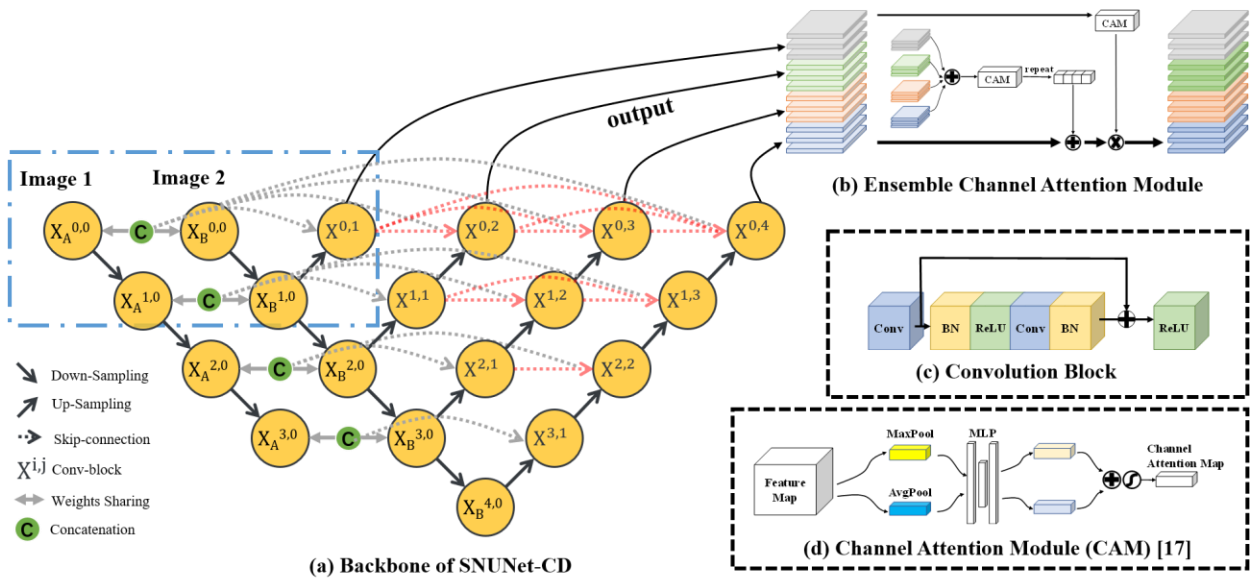 Image 1
Image 2
X_A^{0,0}
C
X_B^{0,0}
X^{0,1}
X^{0,2}
X^{0,3}
X^{0,4}
X_A^{1,0}
C
X_B^{1,0}
X^{1,1}
X^{1,2}
X^{1,3}
X_A^{2,0}
C
X_B^{2,0}
X^{2,1}
X^{2,2}
X_A^{3,0}
C
X_B^{3,0}
X^{3,1}
X_B^{4,0}
output
Down-Sampling
Up-Sampling
Skip-connection
X^{i,j} Conv-block
Weights Sharing
C Concatenation
(a) Backbone of SNUNet-CD
CAM
CAM
repeat
(b) Ensemble Channel Attention Module
Conv
BN
ReLU
Conv
BN
ReLU
(c) Convolution Block
Feature
Map
MaxPool
AvgPool
MLP
Channel
Attention Map
(d) Channel Attention Module (CAM) [17]